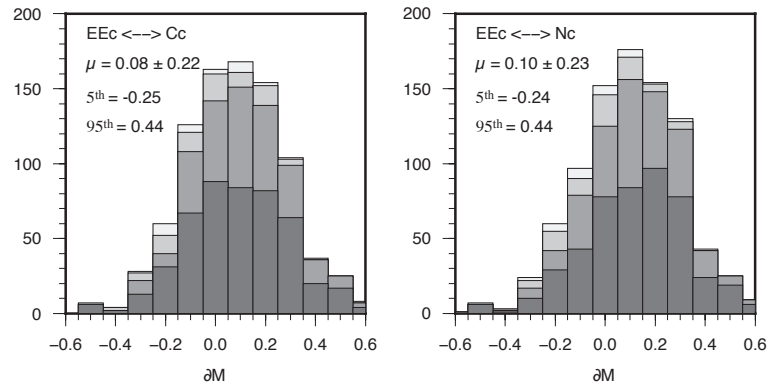 200
150
100
50
0
EEc <--> Cc
μ = 0.08 ± 0.22
5th = -0.25
95th = 0.44
−0.6 −0.4 −0.2 0.0 0.2 0.4 0.6
∂M
200
150
100
50
0
EEc <--> Nc
μ = 0.10 ± 0.23
5th = -0.24
95th = 0.44
−0.6 −0.4 −0.2 0.0 0.2 0.4 0.6
∂M